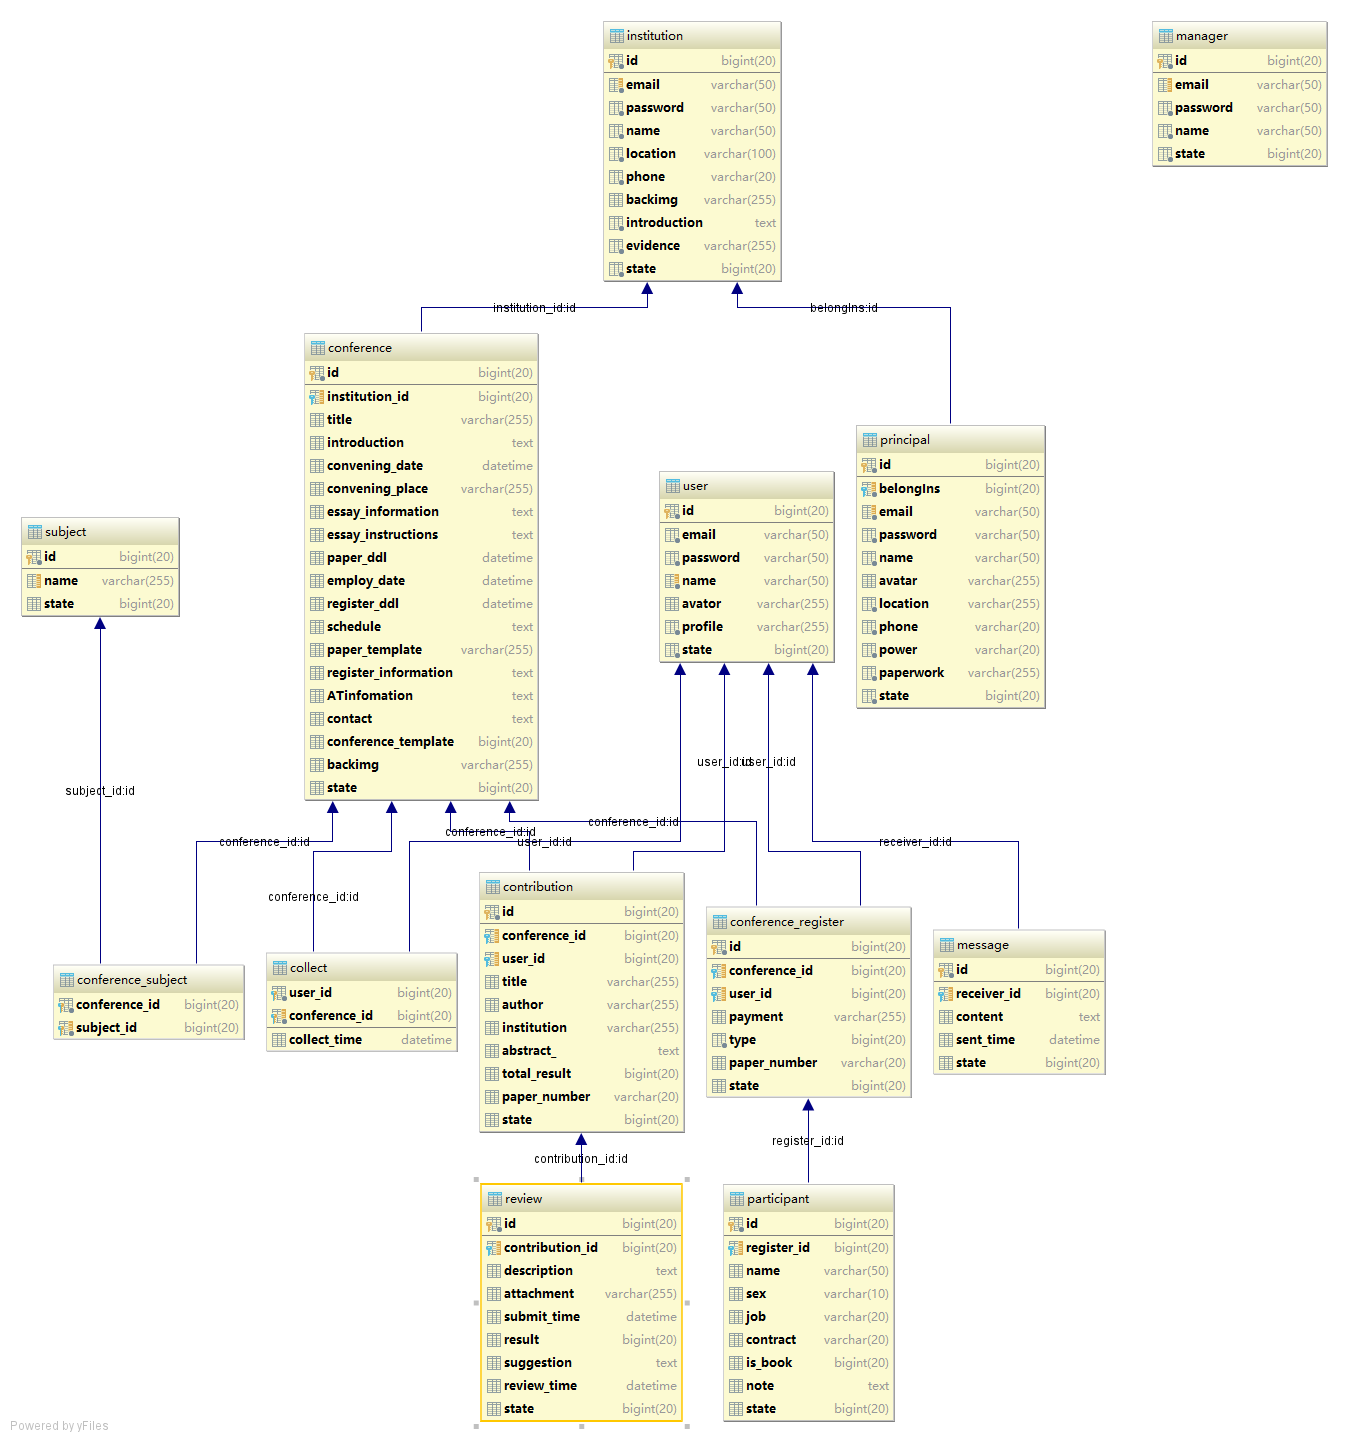 institution
id bigint(20)
email varchar(50)
password varchar(50)
name varchar(50)
location varchar(100)
phone varchar(20)
backimg varchar(255)
introduction text
evidence varchar(255)
state bigint(20)
manager
id bigint(20)
email varchar(50)
password varchar(50)
name varchar(50)
state bigint(20)
institution_id:id
belongIns:id
conference
id bigint(20)
institution_id bigint(20)
title varchar(255)
introduction text
convening_date datetime
convening_place varchar(255)
essay_information text
essay_instructions text
paper_ddl datetime
employ_date datetime
register_ddl datetime
schedule text
paper_template varchar(255)
register_information text
ATinfomation text
contact text
conference_template bigint(20)
backimg varchar(255)
state bigint(20)
principal
id bigint(20)
belongIns bigint(20)
email varchar(50)
password varchar(50)
name varchar(50)
avatar varchar(255)
location varchar(255)
phone varchar(20)
power varchar(20)
paperwork varchar(255)
state bigint(20)
user
id bigint(20)
email varchar(50)
password varchar(50)
name varchar(50)
avator varchar(255)
profile varchar(255)
state bigint(20)
subject
id bigint(20)
name varchar(255)
state bigint(20)
subject_id:id
user_id:id
user_id:id
conference_id:id
conference_id:id
conference_id:id
user_id:id
receiver_id:id
conference_id:id
contribution
id bigint(20)
conference_id bigint(20)
user_id bigint(20)
title varchar(255)
author varchar(255)
institution varchar(255)
abstract_ text
total_result bigint(20)
paper_number varchar(20)
state bigint(20)
conference_register
id bigint(20)
conference_id bigint(20)
user_id bigint(20)
payment varchar(255)
type bigint(20)
paper_number varchar(20)
state bigint(20)
message
id bigint(20)
receiver_id bigint(20)
content text
sent_time datetime
state bigint(20)
conference_subject
conference_id bigint(20)
subject_id bigint(20)
collect
user_id bigint(20)
conference_id bigint(20)
collect_time datetime
contribution_id:id
register_id:id
review
id bigint(20)
contribution_id bigint(20)
description text
attachment varchar(255)
submit_time datetime
result bigint(20)
suggestion text
review_time datetime
state bigint(20)
participant
id bigint(20)
register_id bigint(20)
name varchar(50)
sex varchar(10)
job varchar(20)
contract varchar(20)
is_book bigint(20)
note text
state bigint(20)
Powered by yFiles